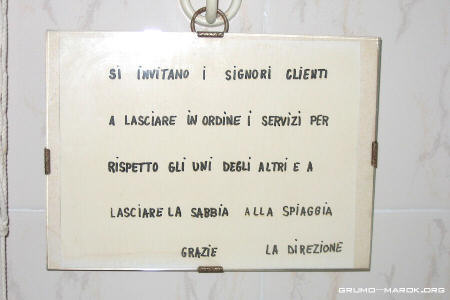 SI INVITANO I SIGNORI CLIENTI
A LASCIARE IN ORDINE I SERVIZI PER
RISPETTO GLI UNI DEGLI ALTRI E A
LASCIARE LA SABBIA ALLA SPIAGGIA
GRAZIE LA DIREZIONE
GRUMO-MAROK.ORG